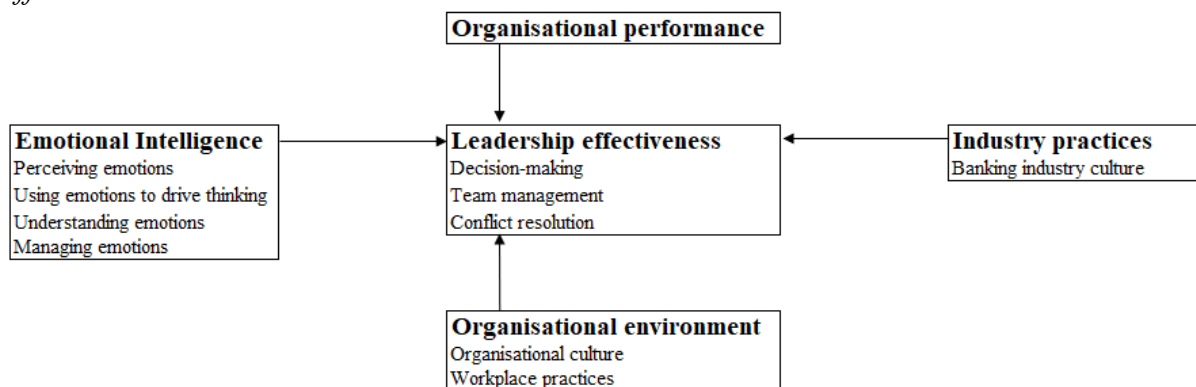 Organisational performance
Emotional Intelligence
Perceiving emotions
Using emotions to drive thinking
Understanding emotions
Managing emotions
Leadership effectiveness
Decision-making
Team management
Conflict resolution
Industry practices
Banking industry culture
Organisational environment
Organisational culture
Workplace practices